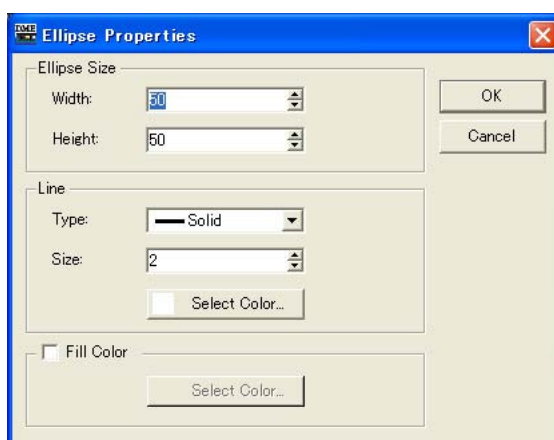 DME Ellipse Properties
Ellipse Size
Width: 50
Height: 50
OK
Cancel
Line
Type: Solid
Size: 2
Select Color...
Fill Color
Select Color...